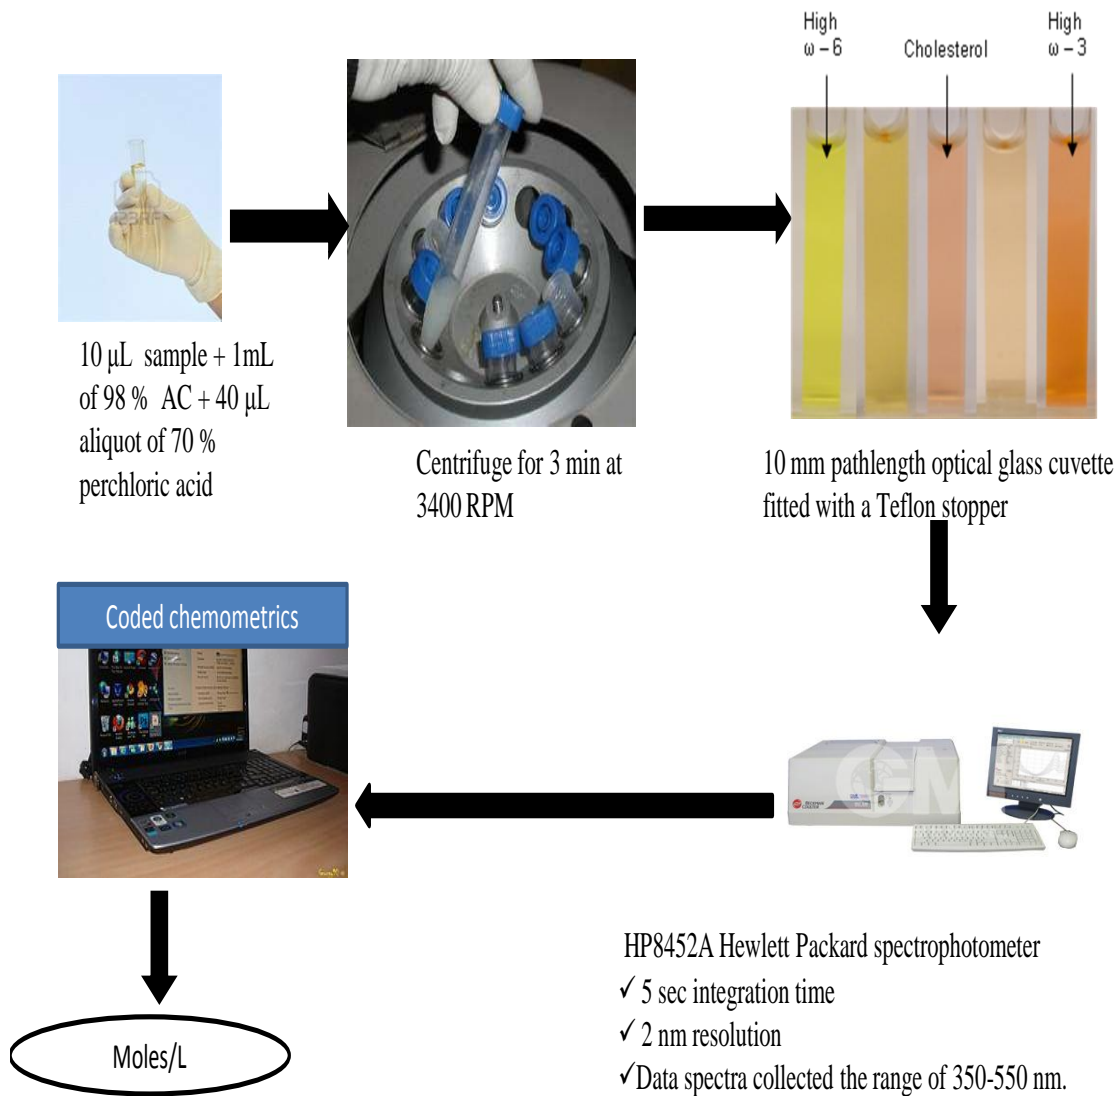 High
ω – 6
Cholesterol
High
ω – 3
10 µL sample + 1mL
of 98 % AC + 40 µL
aliquot of 70 %
perchloric acid
Centrifuge for 3 min at
3400 RPM
10 mm pathlength optical glass cuvette
fitted with a Teflon stopper
Coded chemometrics
HP8452A Hewlett Packard spectrophotometer
✓ 5 sec integration time
✓ 2 nm resolution
✓Data spectra collected the range of 350-550 nm.
Moles/L